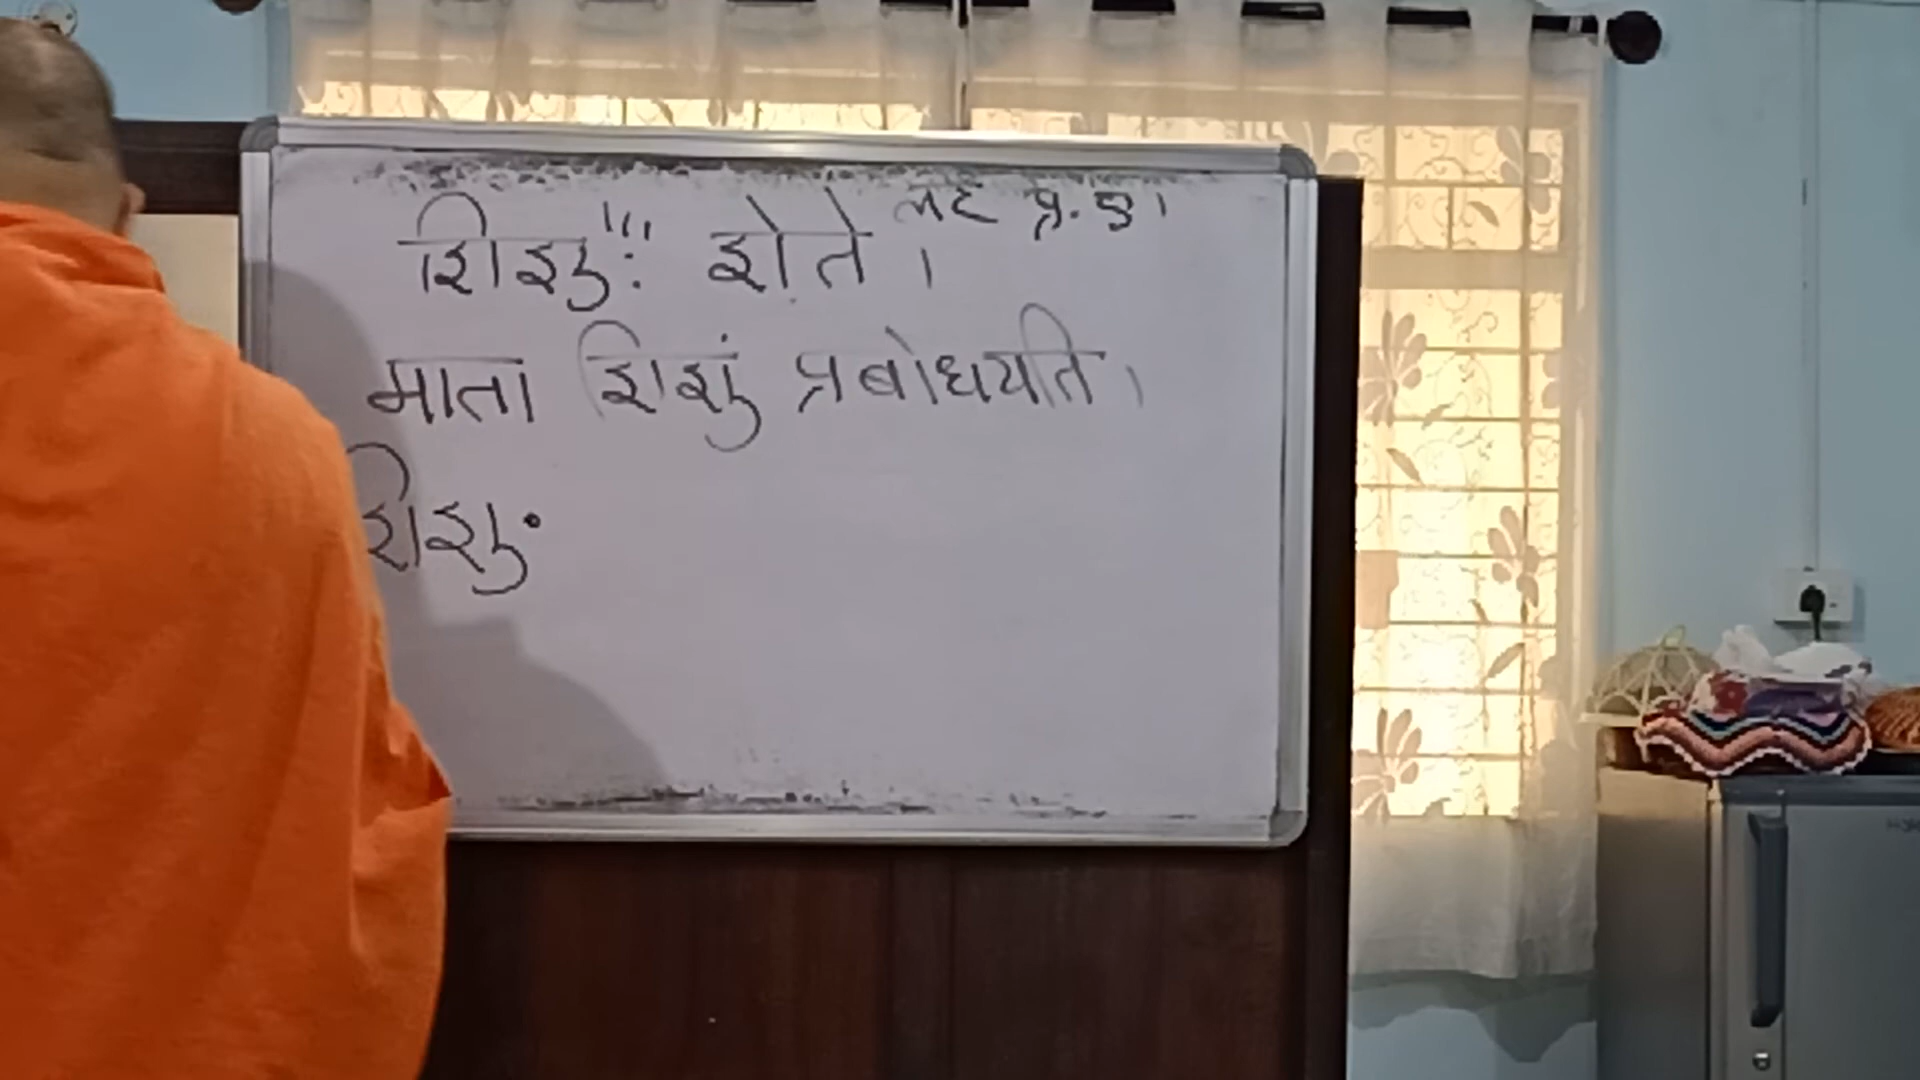 शिशुः शेते । लट् प्र. ए।
माता शिशुं प्रबोधयति ।
शिशु